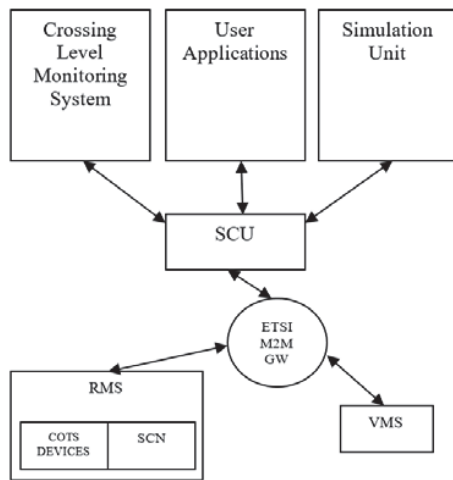 Crossing
Level
Monitoring
System
User
Applications
Simulation
Unit
SCU
ETSI
M2M
GW
RMS
COTS
DEVICES
SCN
VMS